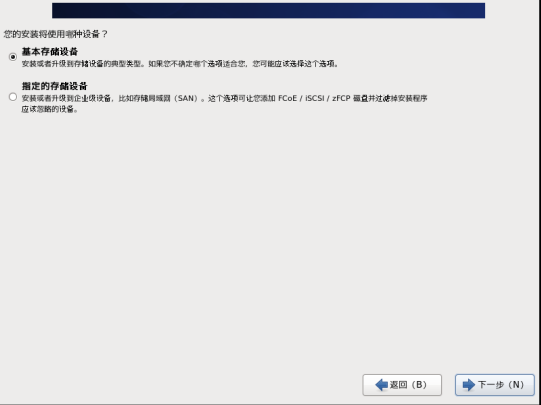 您的安装将使用哪种设备？
基本存储设备
安装或者升级到存储设备的典型类型。如果您不确定哪个选项适合您，您可能应该选择这个选项。
指定的存储设备
安装或者升级到企业级设备，比如存储局域网（SAN）。这个选项可让您添加 FCoE / iSCSI / zFCP 磁盘并过滤掉安装程序
应该忽略的设备。
返回（B）
下一步（N）